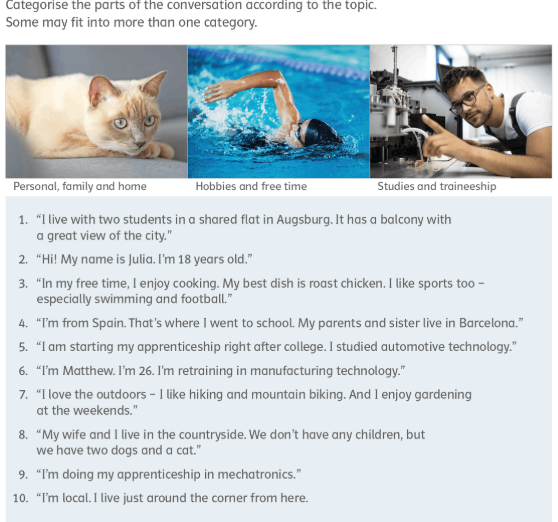 Categorise the parts of the conversation according to the topic.
Some may fit into more than one category.
Personal, family and home
Hobbies and free time
Studies and traineeship
1. “I live with two students in a shared flat in Augsburg. It has a balcony with
a great view of the city.”
2. “Hi! My name is Julia. I’m 18 years old.”
3. “In my free time, I enjoy cooking. My best dish is roast chicken. I like sports too –
especially swimming and football.”
4. “I’m from Spain. That’s where I went to school. My parents and sister live in Barcelona.”
5. “I am starting my apprenticeship right after college. I studied automotive technology.”
6. “I’m Matthew. I’m 26. I’m retraining in manufacturing technology.”
7. “I love the outdoors – I like hiking and mountain biking. And I enjoy gardening
at the weekends.”
8. “My wife and I live in the countryside. We don’t have any children, but
we have two dogs and a cat.”
9. “I’m doing my apprenticeship in mechatronics.”
10. “I’m local. I live just around the corner from here.